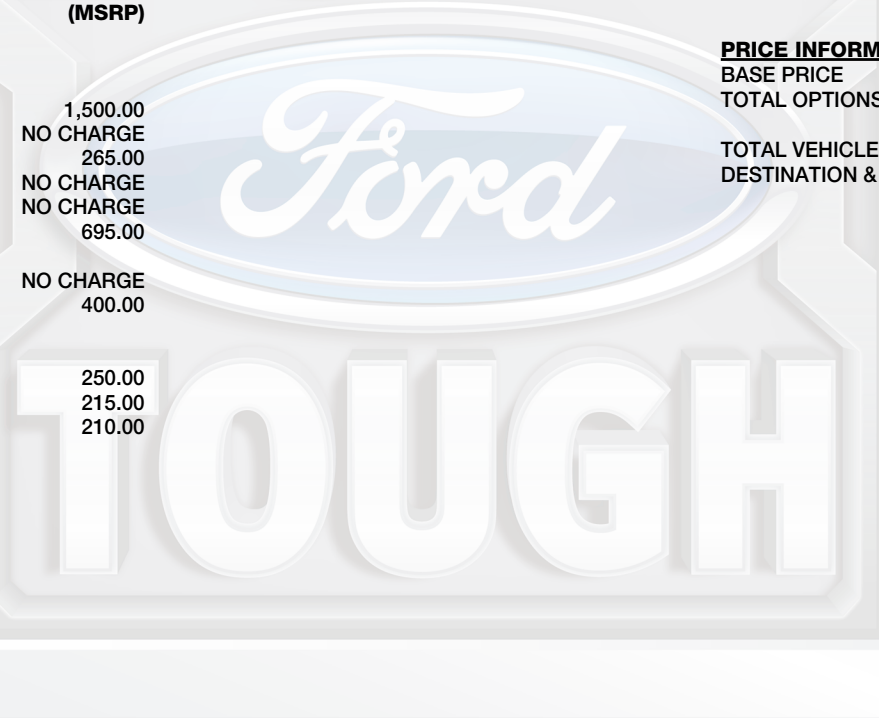 (MSRP)
1,500.00
NO CHARGE
265.00
NO CHARGE
NO CHARGE
695.00
NO CHARGE
400.00
250.00
215.00
210.00
PRICE INFORM
BASE PRICE
TOTAL OPTIONS
TOTAL VEHICLE
DESTINATION &
Ford
TOUGH